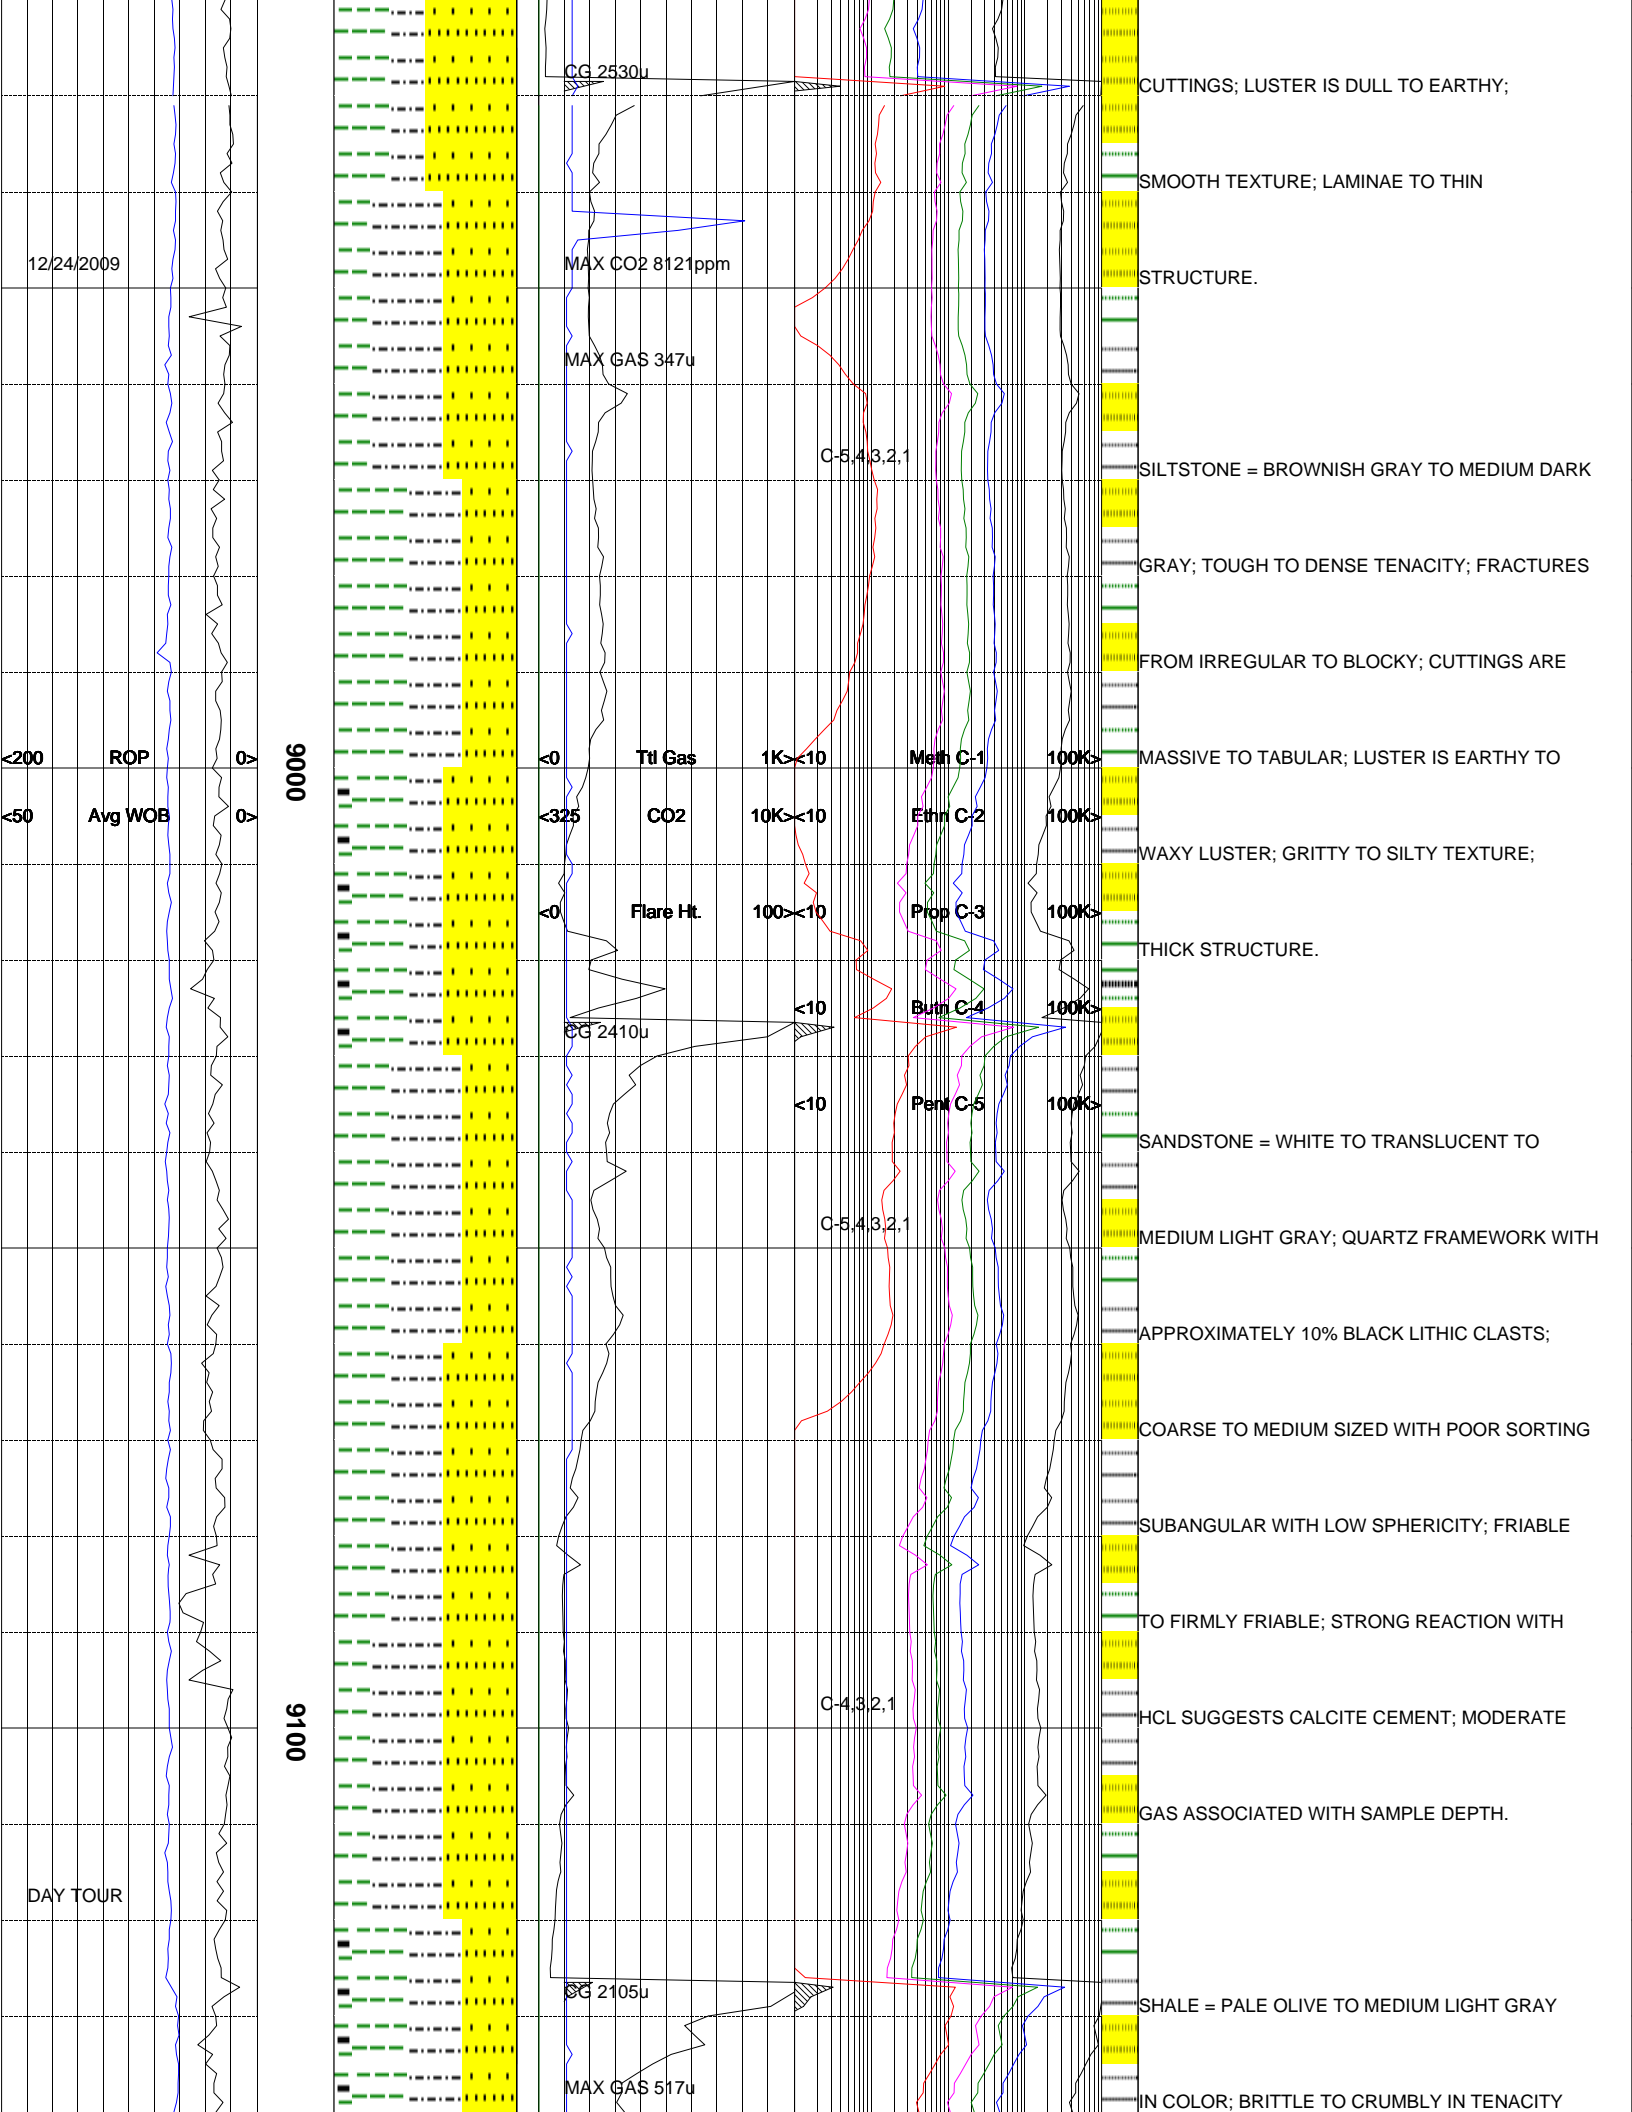 CG 2530u
CUTTINGS; LUSTER IS DULL TO EARTHY;
SMOOTH TEXTURE; LAMINAE TO THIN
12/24/2009
MAX CO2 8121ppm
STRUCTURE.
MAX GAS 347u
C-5,4,3,2,1
SILTSTONE = BROWNISH GRAY TO MEDIUM DARK
GRAY; TOUGH TO DENSE TENACITY; FRACTURES
FROM IRREGULAR TO BLOCKY; CUTTINGS ARE
<200 ROP 0> 9000 <0 Ttl Gas 1K> <10 Meth C-1 100K>
MASSIVE TO TABULAR; LUSTER IS EARTHY TO
<50 Avg WOB 0> <325 CO2 10K> <10 Ethn C-2 100K>
WAXY LUSTER; GRITTY TO SILTY TEXTURE;
<0 Flare Ht. 100> <10 Prop C-3 100K>
THICK STRUCTURE.
<10 Butn C-4 100K>
CG 2410u
<10 Pent C-5 100K>
SANDSTONE = WHITE TO TRANSLUCENT TO
C-5,4,3,2,1
MEDIUM LIGHT GRAY; QUARTZ FRAMEWORK WITH
APPROXIMATELY 10% BLACK LITHIC CLASTS;
COARSE TO MEDIUM SIZED WITH POOR SORTING
SUBANGULAR WITH LOW SPHERICITY; FRIABLE
TO FIRMLY FRIABLE; STRONG REACTION WITH
C-4,3,2,1
9100
HCL SUGGESTS CALCITE CEMENT; MODERATE
GAS ASSOCIATED WITH SAMPLE DEPTH.
DAY TOUR
CG 2105u
SHALE = PALE OLIVE TO MEDIUM LIGHT GRAY
MAX GAS 517u
IN COLOR; BRITTLE TO CRUMBLY IN TENACITY